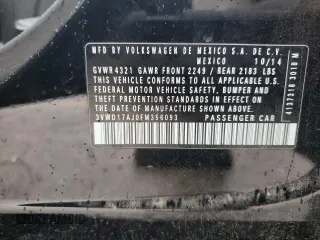 MFD BY VOLKSWAGEN DE MEXICO S.A. DE C.V.
MEXICO 10/14
GVWR 4321 GAWR FRONT 2249 / REAR 2183 LBS
THIS VEHICLE CONFORMS TO ALL APPLICABLE U.S.
FEDERAL MOTOR VEHICLE SAFETY, BUMPER AND
THEFT PREVENTION STANDARDS IN EFFECT ON THE
DATE OF MANUFACTURE SHOWN ABOVE.
3VWD17AJ0FM356093 PASSENGER CAR
4137318 3018 M